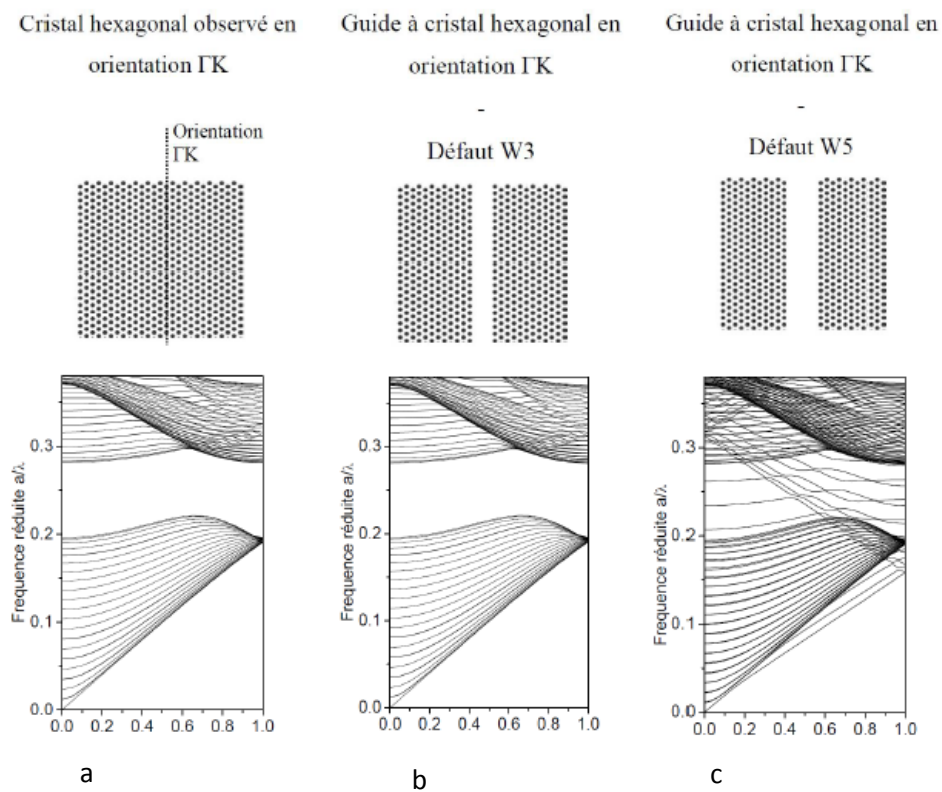 Cristal hexagonal observé en
orientation ΓK
Orientation
ΓK
Frequence réduite a/λ
0.3
0.2
0.1
0.0
0.0 0.2 0.4 0.6 0.8 1.0
a
Guide à cristal hexagonal en
orientation ΓK
-
Défaut W3
Frequence réduite a/λ
0.3
0.2
0.1
0.0
0.0 0.2 0.4 0.6 0.8 1.0
b
Guide à cristal hexagonal en
orientation ΓK
-
Défaut W5
Frequence réduite a/λ
0.3
0.2
0.1
0.0
0.0 0.2 0.4 0.6 0.8 1.0
c